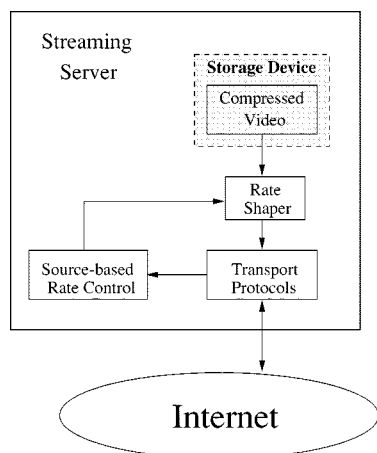 Streaming
Server
Storage Device
Compressed
Video
Rate
Shaper
Source-based
Rate Control
Transport
Protocols
Internet